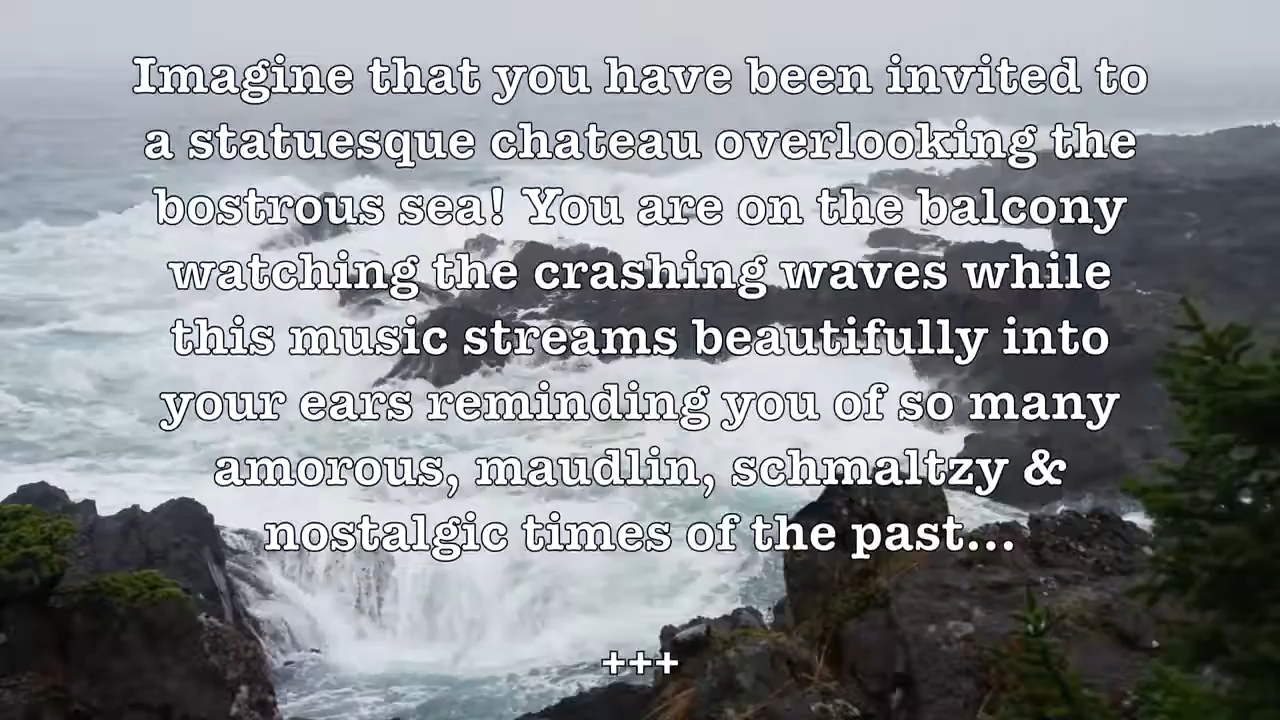 Imagine that you have been invited to
a statuesque chateau overlooking the
bostrous sea! You are on the balcony
watching the crashing waves while
this music streams beautifully into
your ears reminding you of so many
amorous, maudlin, schmaltzy &
nostalgic times of the past...
+++